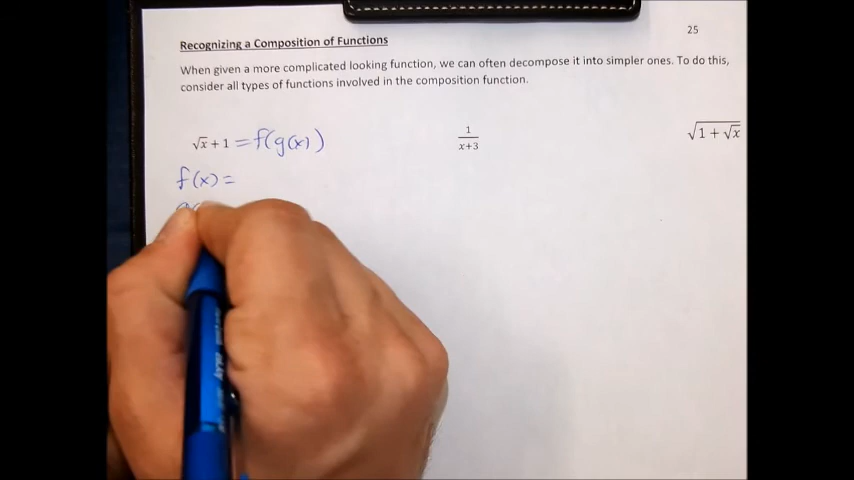 25
Recognizing a Composition of Functions
When given a more complicated looking function, we can often decompose it into simpler ones. To do this,
consider all types of functions involved in the composition function.
√x + 1 = f(g(x))
1/(x+3)
√(1 + √x)
f(x) =